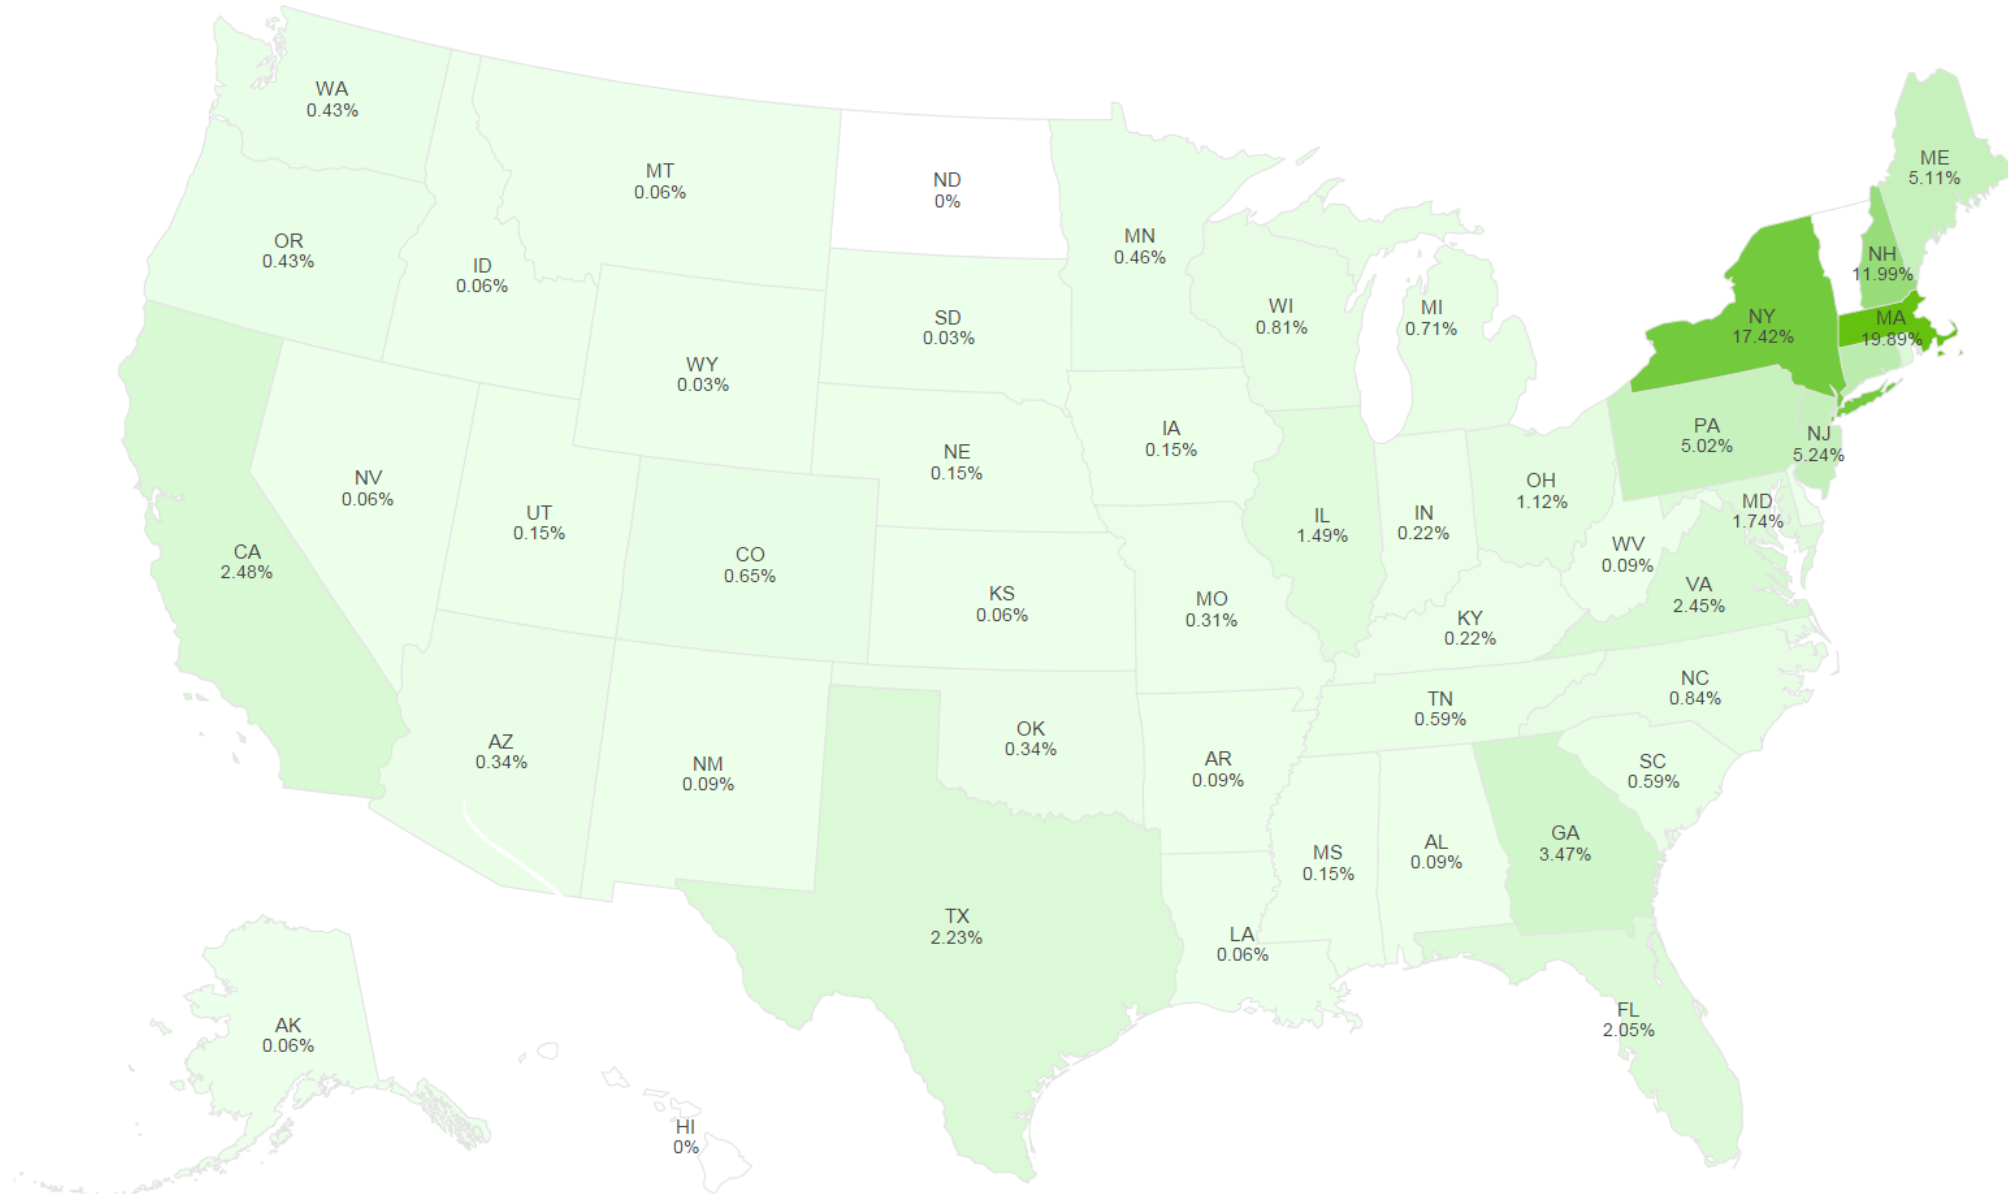 WA
0.43%
MT
0.06%
ND
0%
ME
5.11%
OR
0.43%
ID
0.06%
MN
0.46%
NH
11.99%
WI
0.81%
MI
0.71%
NY
17.42%
MA
19.89%
SD
0.03%
WY
0.03%
IA
0.15%
PA
5.02%
NJ
5.24%
NE
0.15%
NV
0.06%
UT
0.15%
OH
1.12%
MD
1.74%
IL
1.49%
IN
0.22%
CA
2.48%
CO
0.65%
WV
0.09%
KS
0.06%
MO
0.31%
VA
2.45%
KY
0.22%
NC
0.84%
TN
0.59%
AZ
0.34%
NM
0.09%
OK
0.34%
AR
0.09%
SC
0.59%
MS
0.15%
AL
0.09%
GA
3.47%
TX
2.23%
LA
0.06%
FL
2.05%
AK
0.06%
HI
0%